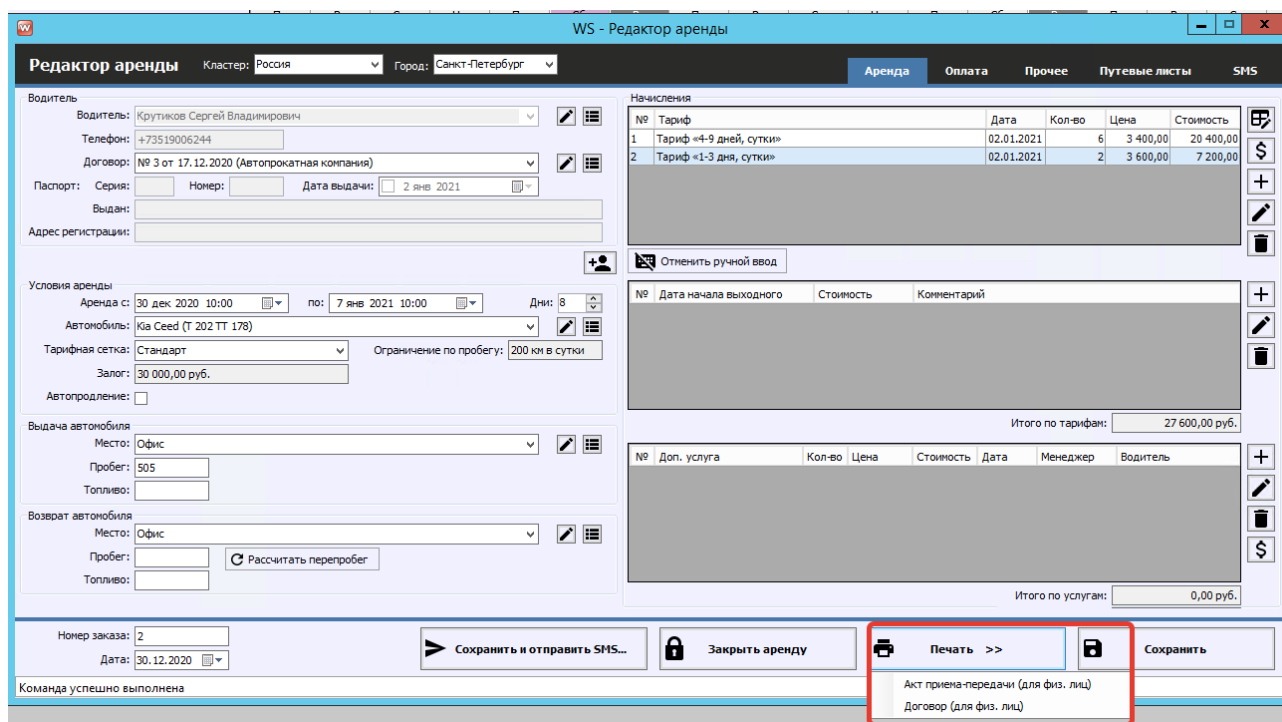 WS - Редактор аренды
Редактор аренды Кластер: Россия Город: Санкт-Петербург
Аренда Оплата Прочее Путевые листы SMS
Водитель
Водитель: Крутиков Сергей Владимирович
Телефон: +73519006244
Договор: № 3 от 17.12.2020 (Автопрокатная компания)
Паспорт: Серия: Номер: Дата выдачи: 2 янв 2021
Выдан:
Адрес регистрации:
Условия аренды
Аренда с: 30 дек 2020 10:00 по: 7 янв 2021 10:00 Дни: 8
Автомобиль: Kia Ceed (Т 202 ТТ 178)
Тарифная сетка: Стандарт Ограничение по пробегу: 200 км в сутки
Залог: 30 000,00 руб.
Автопродление:
Выдача автомобиля
Место: Офис
Пробег: 505
Топливо:
Возврат автомобиля
Место: Офис
Пробег: Рассчитать перепробег
Топливо:
Начисления
№ Тариф Дата Кол-во Цена Стоимость
1 Тариф «4-9 дней, сутки» 02.01.2021 6 3 400,00 20 400,00
2 Тариф «1-3 дня, сутки» 02.01.2021 2 3 600,00 7 200,00
Отменить ручной ввод
№ Дата начала выходного Стоимость Комментарий
Итого по тарифам: 27 600,00 руб.
№ Доп. услуга Кол-во Цена Стоимость Дата Менеджер Водитель
Итого по услугам: 0,00 руб.
Номер заказа: 2
Дата: 30.12.2020
Сохранить и отправить SMS... Закрыть аренду Печать >> Сохранить
Команда успешно выполнена
Акт приема-передачи (для физ. лиц)
Договор (для физ. лиц)